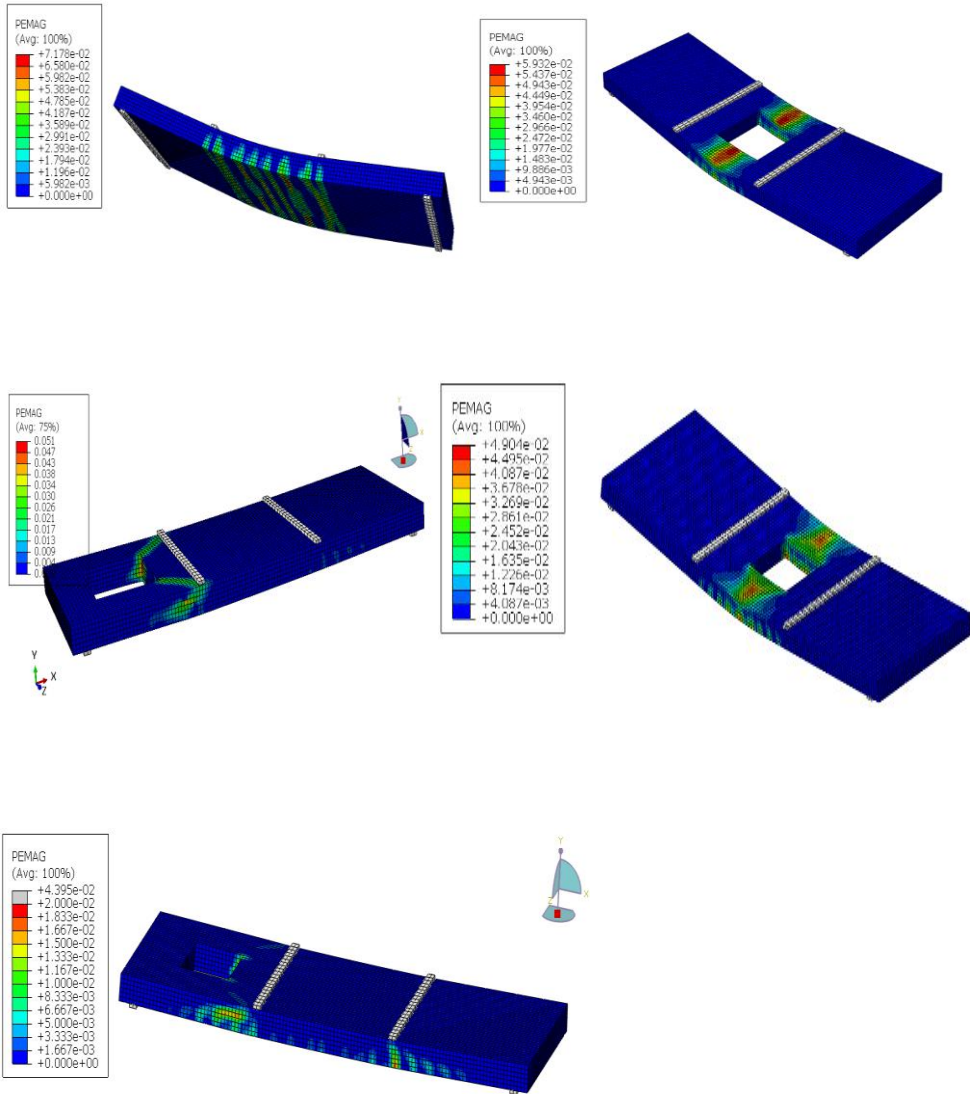 PEMAG
(Avg: 100%)
+7.178e-02
+6.580e-02
+5.982e-02
+5.383e-02
+4.785e-02
+4.187e-02
+3.589e-02
+2.991e-02
+2.393e-02
+1.794e-02
+1.196e-02
+5.982e-03
+0.000e+00
PEMAG
(Avg: 100%)
+5.932e-02
+5.437e-02
+4.943e-02
+4.449e-02
+3.954e-02
+3.460e-02
+2.966e-02
+2.472e-02
+1.977e-02
+1.483e-02
+9.886e-03
+4.943e-03
+0.000e+00
PEMAG
(Avg: 75%)
0.051
0.047
0.043
0.038
0.034
0.030
0.026
0.021
0.017
0.013
0.009
0.0
Y
X
Z
Y
X
Z
PEMAG
(Avg: 100%)
+4.904e-02
+4.495e-02
+4.087e-02
+3.678e-02
+3.269e-02
+2.861e-02
+2.452e-02
+2.043e-02
+1.635e-02
+1.226e-02
+8.174e-03
+4.087e-03
+0.000e+00
PEMAG
(Avg: 100%)
+4.395e-02
+2.000e-02
+1.833e-02
+1.667e-02
+1.500e-02
+1.333e-02
+1.167e-02
+1.000e-02
+8.333e-03
+6.667e-03
+5.000e-03
+3.333e-03
+1.667e-03
+0.000e+00
Y
Z
X